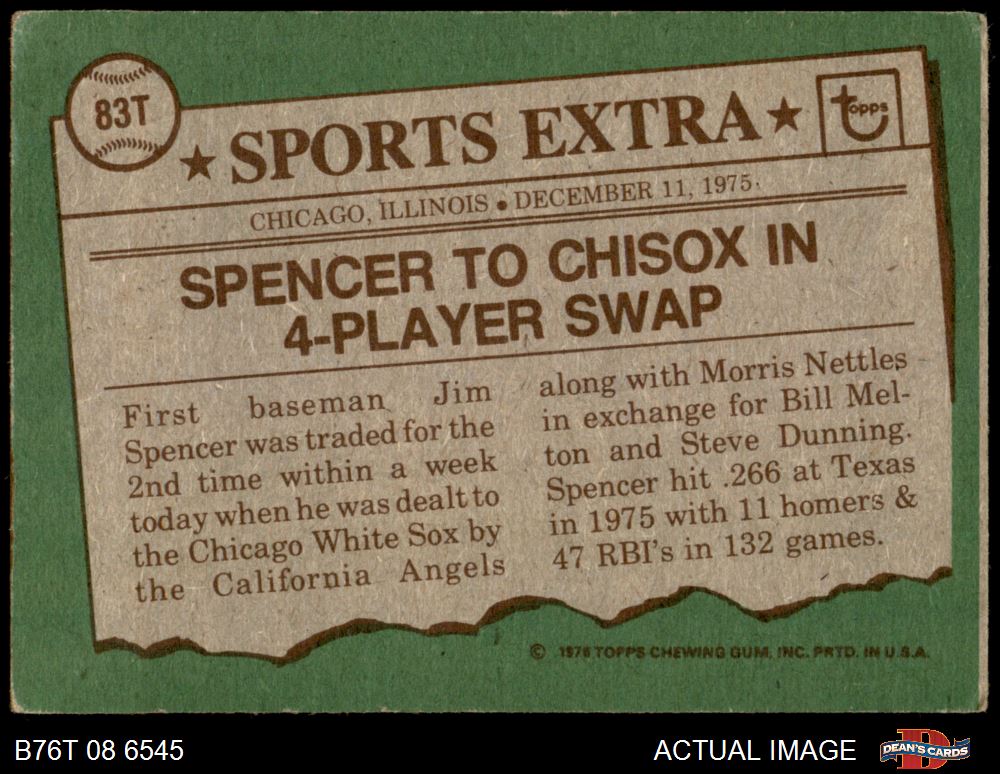 83T
★ SPORTS EXTRA ★
topps
CHICAGO, ILLINOIS • DECEMBER 11, 1975.
SPENCER TO CHISOX IN
4-PLAYER SWAP
First baseman Jim
Spencer was traded for the
2nd time within a week
today when he was dealt to
the Chicago White Sox by
the California Angels
along with Morris Nettles
in exchange for Bill Mel-
ton and Steve Dunning.
Spencer hit .266 at Texas
in 1975 with 11 homers &
47 RBI's in 132 games.
© 1976 TOPPS CHEWING GUM, INC. PRTD. IN U.S.A.
B76T 08 6545
ACTUAL IMAGE
B
DEAN'S CARDS